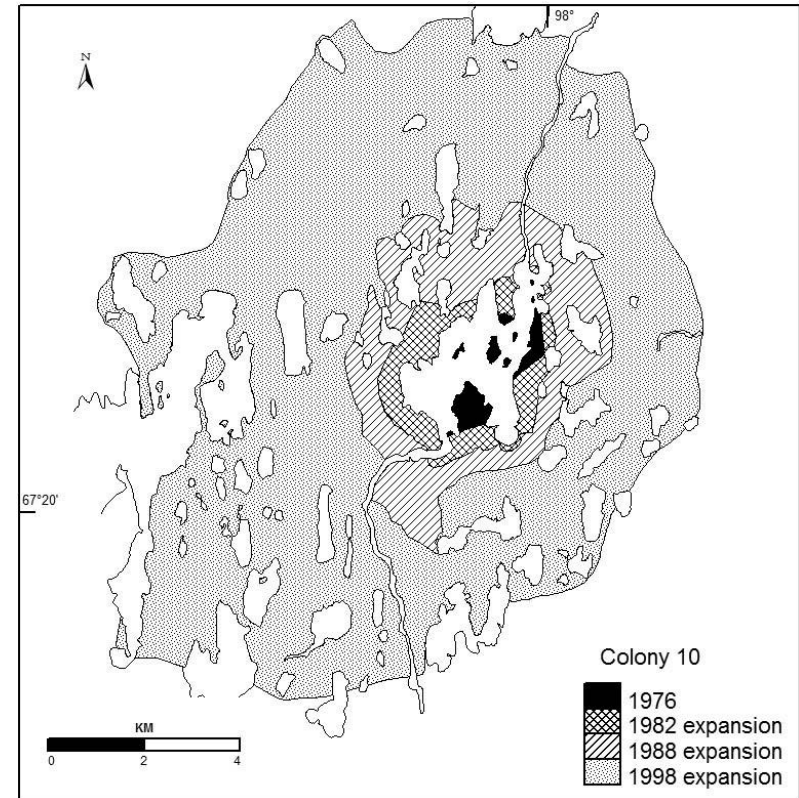 98°
N
67°20'
Colony 10
1976
1982 expansion
1988 expansion
1998 expansion
KM
0 2 4